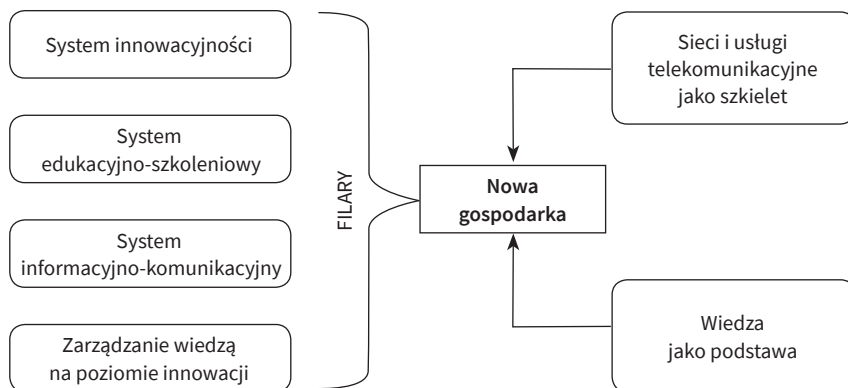 System innowacyjności
System
edukacyjno-szkoleniowy
System
informacyjno-komunikacyjny
Zarządzanie wiedzą
na poziomie innowacji
FILARY
Nowa
gospodarka
Sieci i usługi
telekomunikacyjne
jako szkielet
Wiedza
jako podstawa